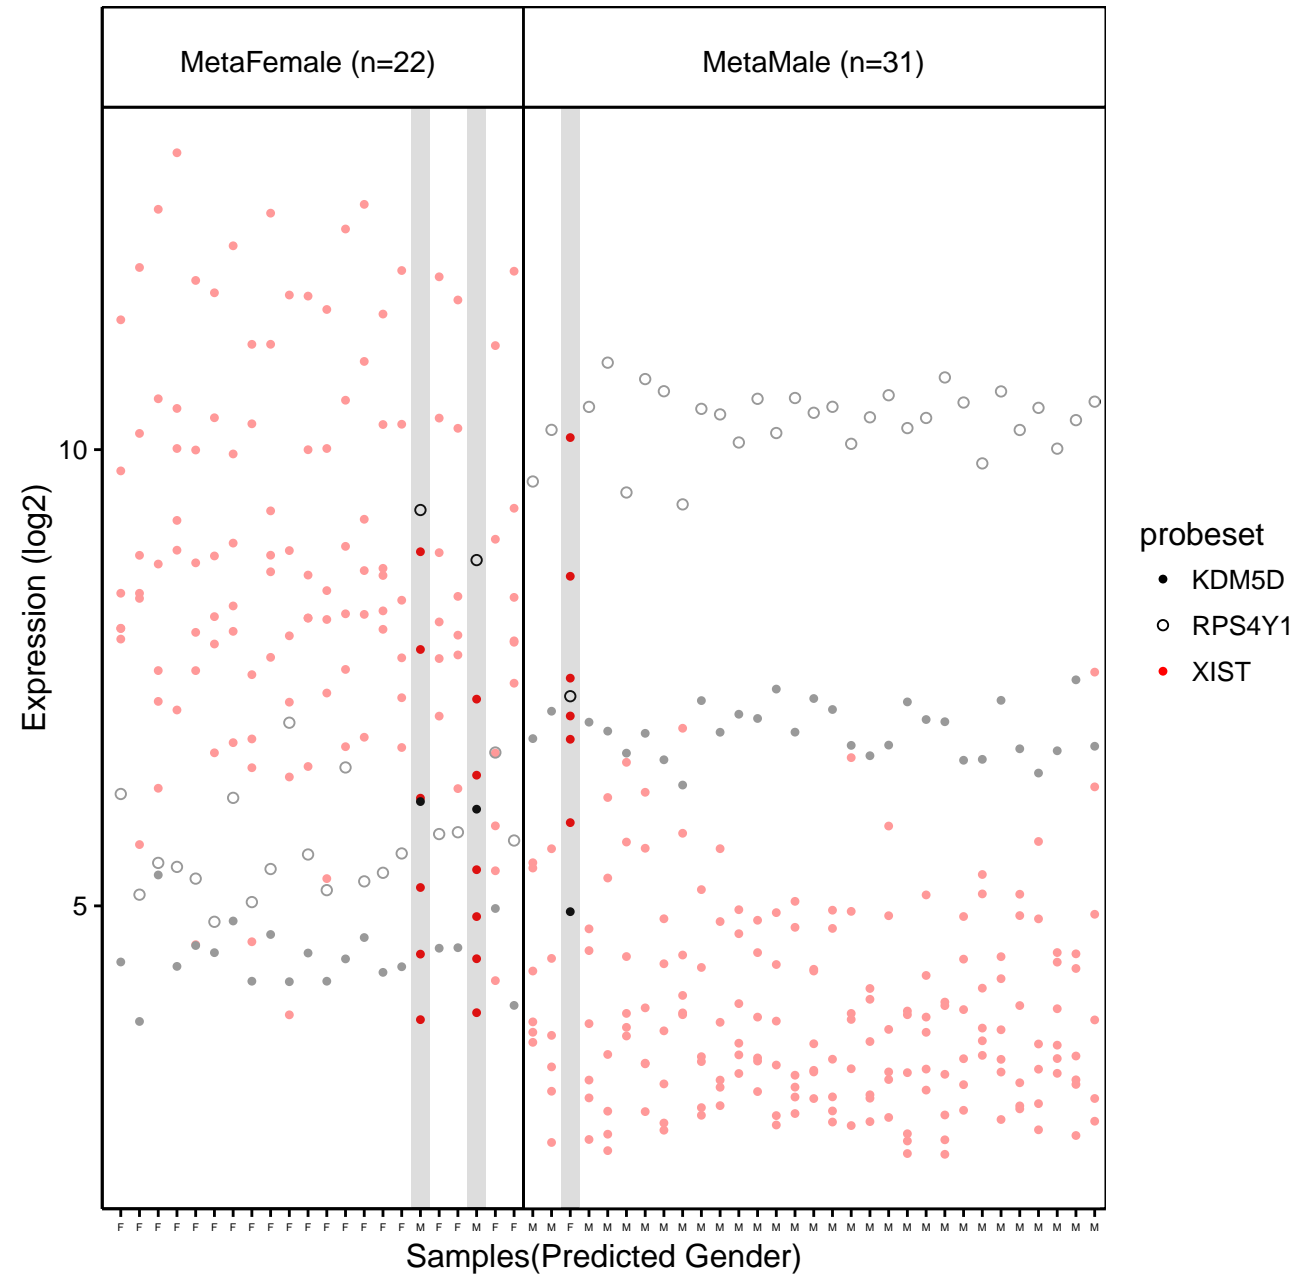 MetaFemale (n=22)
MetaMale (n=31)
Expression (log2)
10
5
probeset
KDM5D
RPS4Y1
XIST
F F F F F F F F F F F F F F F F M F F M F F M M F M M M M M M M M M M M M M M M M M M M M M M M M M M M M
Samples(Predicted Gender)